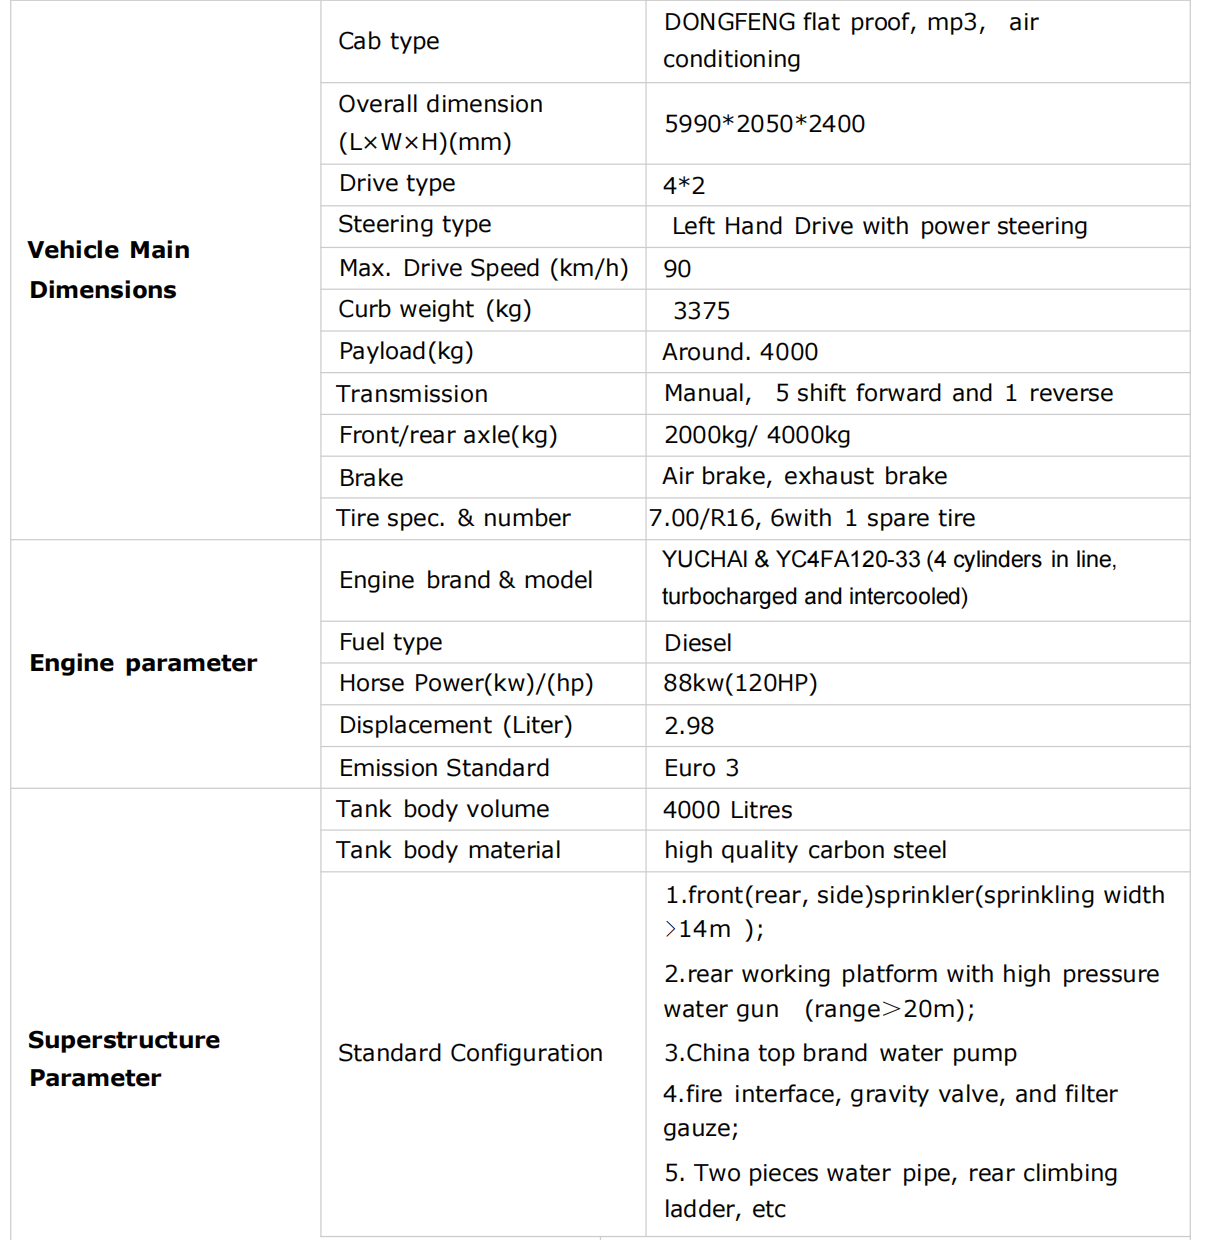 Cab type
DONGFENG flat proof, mp3, air
conditioning
Overall dimension
(L×W×H)(mm)
5990*2050*2400
Drive type
4*2
Steering type
Left Hand Drive with power steering
Vehicle Main
Dimensions
Max. Drive Speed (km/h)
90
Curb weight (kg)
3375
Payload(kg)
Around. 4000
Transmission
Manual, 5 shift forward and 1 reverse
Front/rear axle(kg)
2000kg/ 4000kg
Brake
Air brake, exhaust brake
Tire spec. & number
7.00/R16, 6with 1 spare tire
Engine parameter
Engine brand & model
YUCHAI & YC4FA120-33 (4 cylinders in line,
turbocharged and intercooled)
Fuel type
Diesel
Horse Power(kw)/(hp)
88kw(120HP)
Displacement (Liter)
2.98
Emission Standard
Euro 3
Superstructure
Parameter
Tank body volume
4000 Litres
Tank body material
high quality carbon steel
Standard Configuration
1.front(rear, side)sprinkler(sprinkling width
>14m );
2.rear working platform with high pressure
water gun (range＞20m);
3.China top brand water pump
4.fire interface, gravity valve, and filter
gauze;
5. Two pieces water pipe, rear climbing
ladder, etc